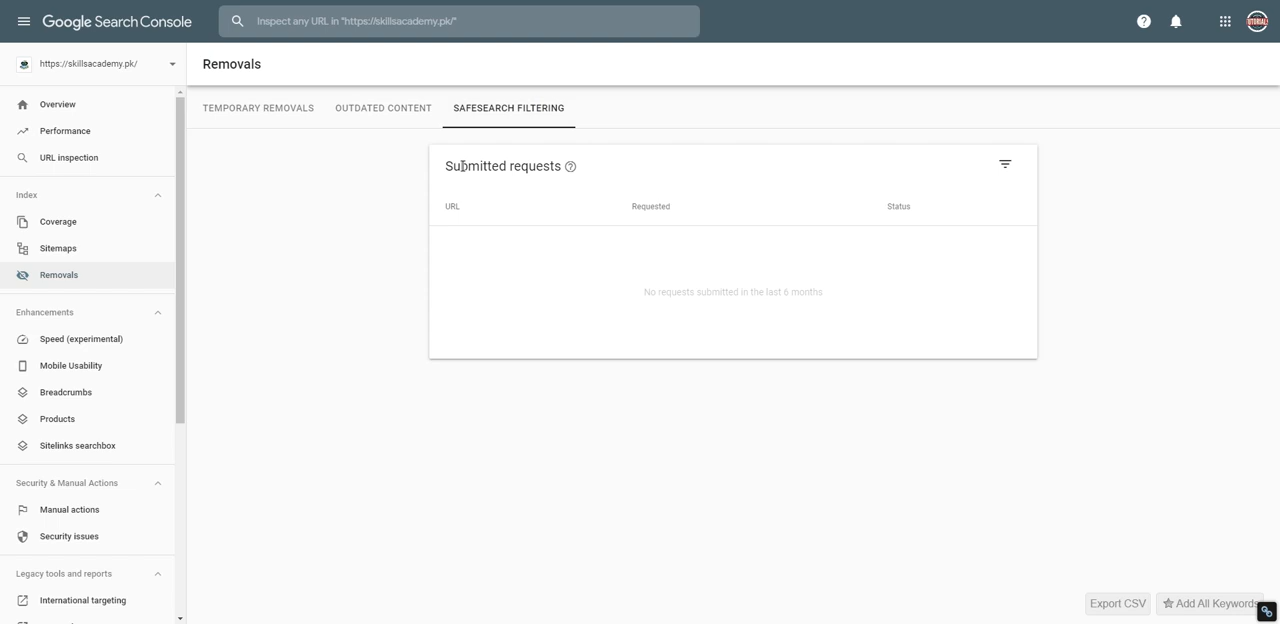 Google Search Console
Inspect any URL in "https://skillsacademy.pk/"
https://skillsacademy.pk/
Overview
Performance
URL inspection
Index
Coverage
Sitemaps
Removals
Enhancements
Speed (experimental)
Mobile Usability
Breadcrumbs
Products
Sitelinks searchbox
Security & Manual Actions
Manual actions
Security issues
Legacy tools and reports
International targeting
Removals
TEMPORARY REMOVALS OUTDATED CONTENT SAFESEARCH FILTERING
Submitted requests
URL Requested Status
No requests submitted in the last 6 months
Export CSV Add All Keywords